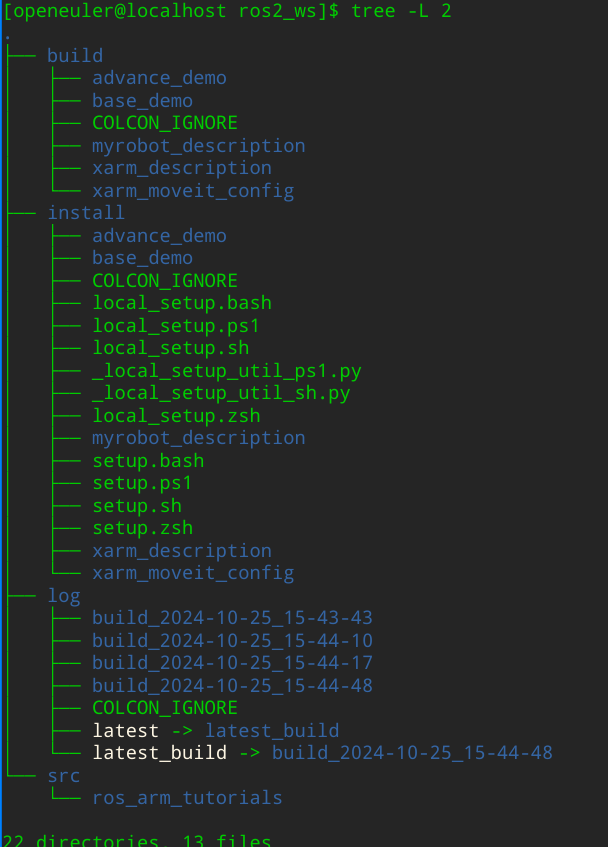 [openeuler@localhost ros2_ws]$ tree -L 2
.
├── build
│   ├── advance_demo
│   ├── base_demo
│   ├── COLCON_IGNORE
│   ├── myrobot_description
│   ├── xarm_description
│   └── xarm_moveit_config
├── install
│   ├── advance_demo
│   ├── base_demo
│   ├── COLCON_IGNORE
│   ├── local_setup.bash
│   ├── local_setup.ps1
│   ├── local_setup.sh
│   ├── _local_setup_util_ps1.py
│   ├── _local_setup_util_sh.py
│   ├── local_setup.zsh
│   ├── myrobot_description
│   ├── setup.bash
│   ├── setup.ps1
│   ├── setup.sh
│   ├── setup.zsh
│   ├── xarm_description
│   └── xarm_moveit_config
├── log
│   ├── build_2024-10-25_15-43-43
│   ├── build_2024-10-25_15-44-10
│   ├── build_2024-10-25_15-44-17
│   ├── build_2024-10-25_15-44-48
│   ├── COLCON_IGNORE
│   ├── latest -> latest_build
│   └── latest_build -> build_2024-10-25_15-44-48
└── src
    └── ros_arm_tutorials

22 directories, 13 files